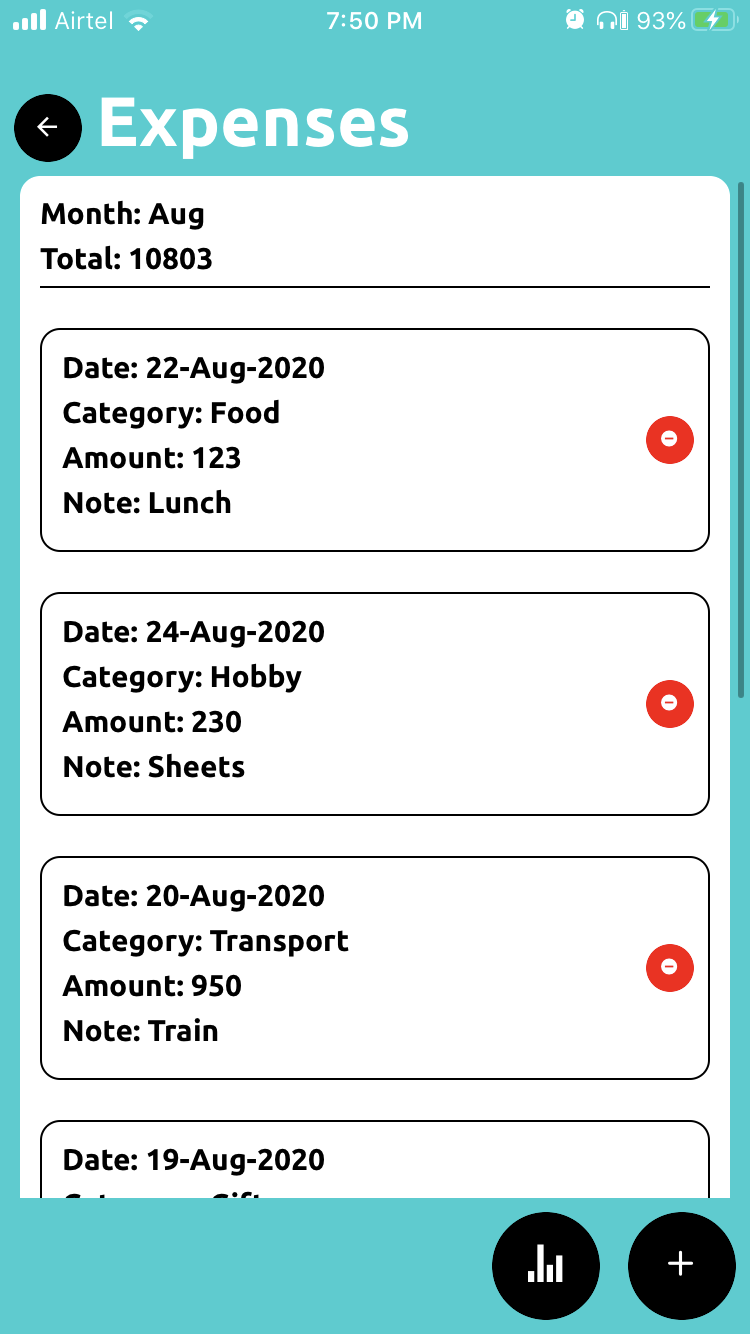 Airtel 7:50 PM 93%
Expenses
Month: Aug
Total: 10803
Date: 22-Aug-2020
Category: Food
Amount: 123
Note: Lunch
Date: 24-Aug-2020
Category: Hobby
Amount: 230
Note: Sheets
Date: 20-Aug-2020
Category: Transport
Amount: 950
Note: Train
Date: 19-Aug-2020